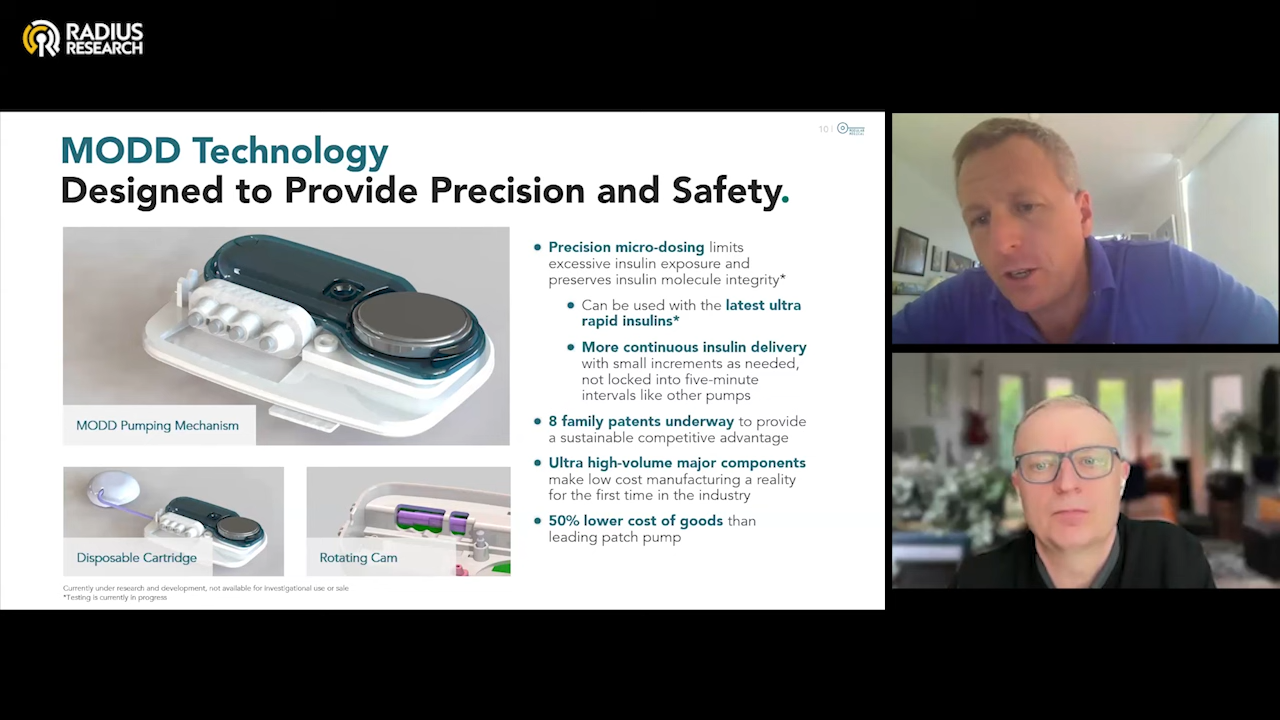 RADIUS
RESEARCH
10 |
MODD Technology
Designed to Provide Precision and Safety.
MODD Pumping Mechanism
Disposable Cartridge
Rotating Cam
• Precision micro-dosing limits
excessive insulin exposure and
preserves insulin molecule integrity*
• Can be used with the latest ultra
rapid insulins*
• More continuous insulin delivery
with small increments as needed,
not locked into five-minute
intervals like other pumps
• 8 family patents underway to provide
a sustainable competitive advantage
• Ultra high-volume major components
make low cost manufacturing a reality
for the first time in the industry
• 50% lower cost of goods than
leading patch pump
Currently under research and development, not available for investigational use or sale
*Testing is currently in progress